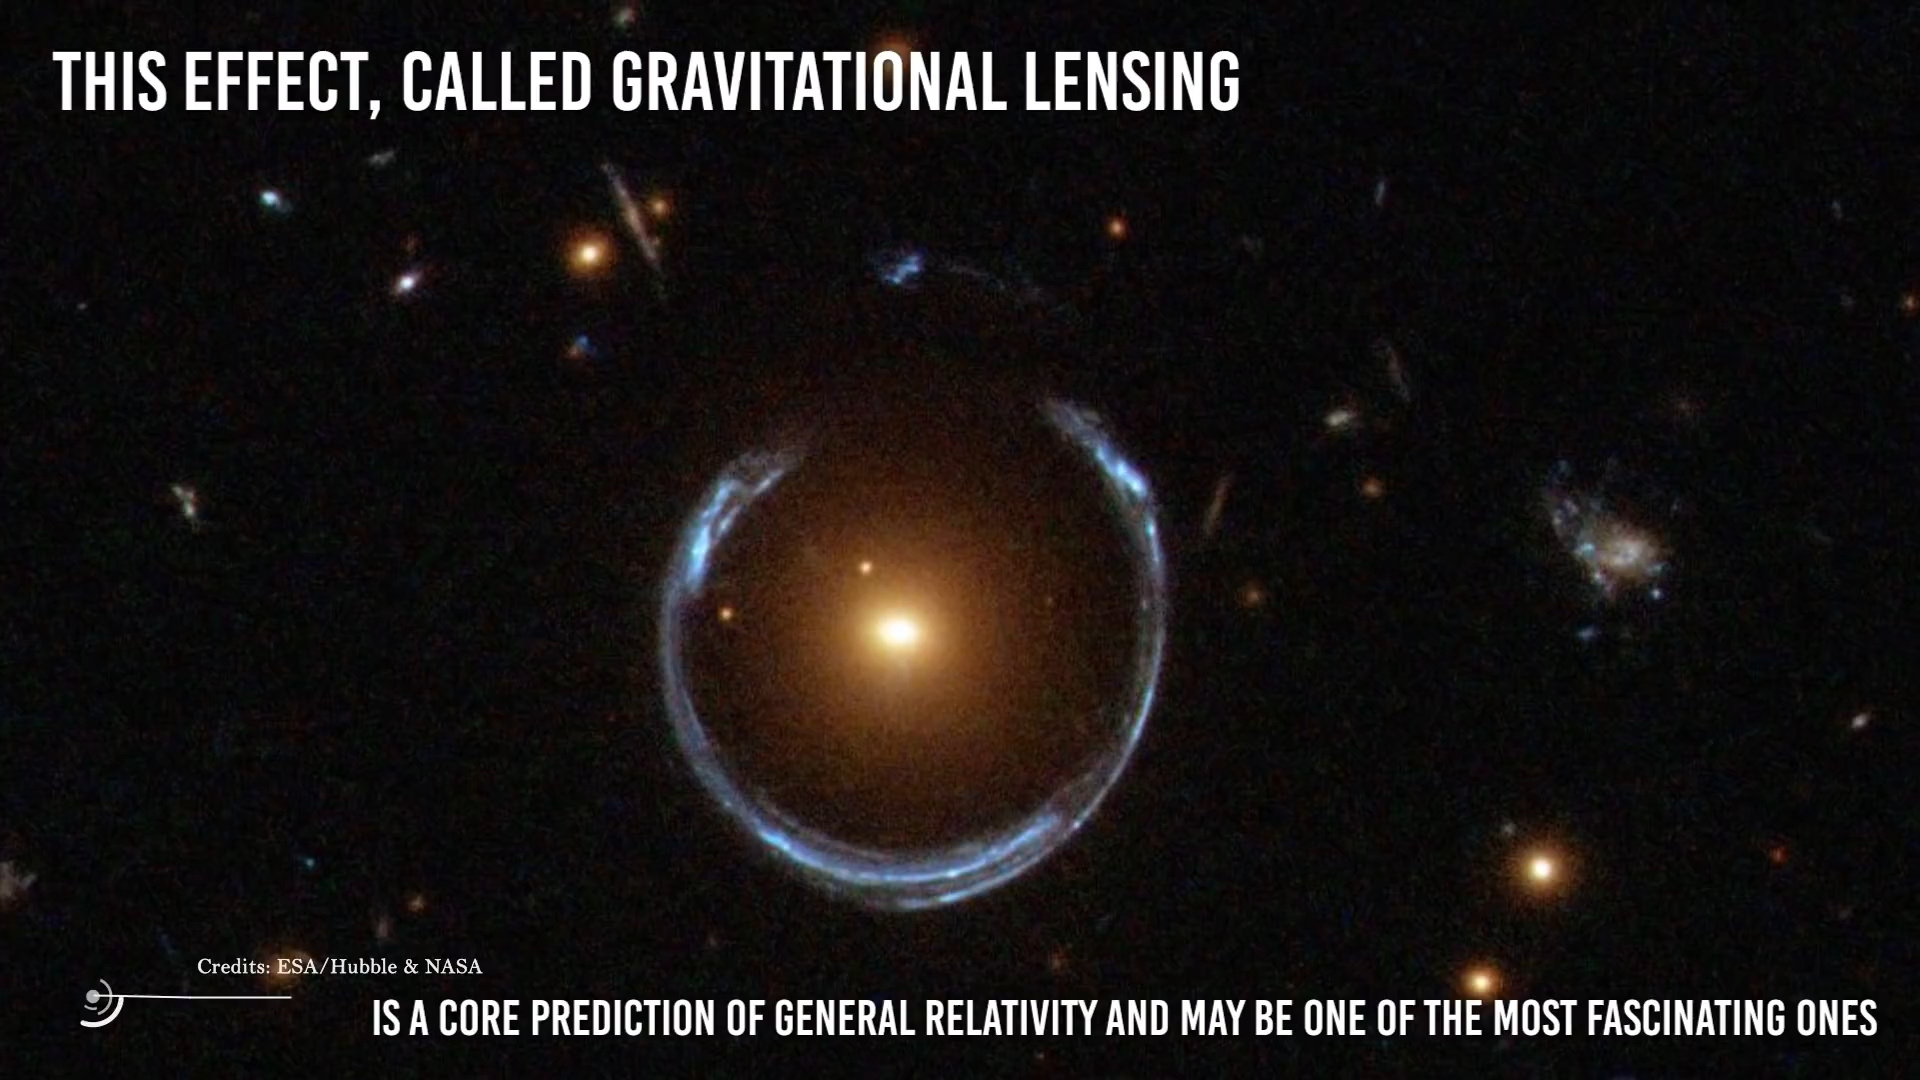 THIS EFFECT, CALLED GRAVITATIONAL LENSING
Credits: ESA/Hubble & NASA
IS A CORE PREDICTION OF GENERAL RELATIVITY AND MAY BE ONE OF THE MOST FASCINATING ONES